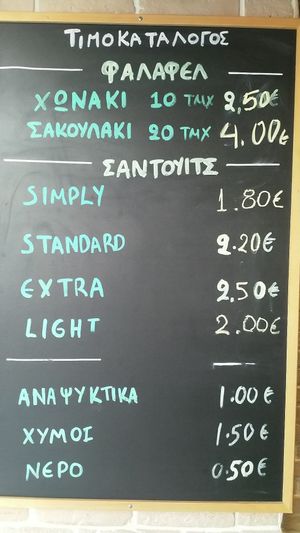 ΤΙΜΟΚΑΤΑΛΟΓΟΣ
ΦΑΛΑΦΕΛ
ΧΩΝΑΚΙ 10 ΤΜΧ 2,50€
ΣΑΚΟΥΛΑΚΙ 20 ΤΜΧ 4.00€
ΣΑΝΤΟΥΙΤΣ
SIMPLY 1.80€
STANDARD 2.20€
EXTRA 2,50€
LIGHT 2.00€
ΑΝΑΨΥΚΤΙΚΑ 1.00€
ΧΥΜΟΙ 1.50€
ΝΕΡΟ 0.50€